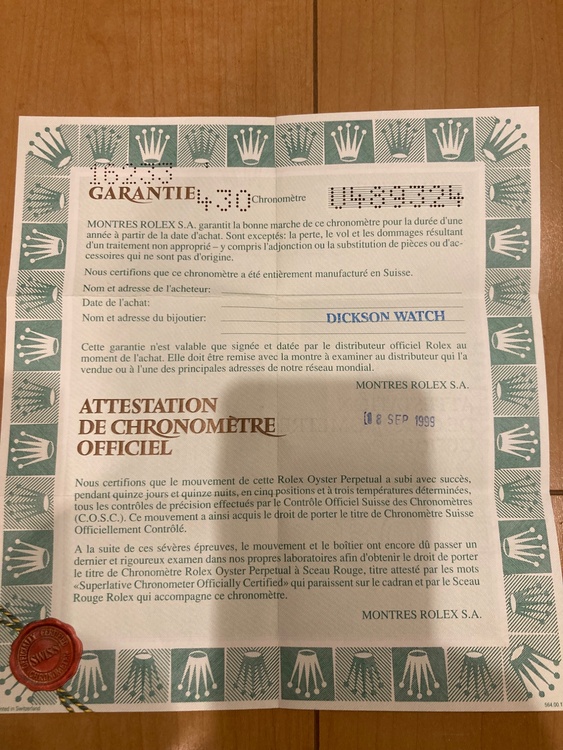 16233
GARANTIE 430 Chronomètre U489324
MONTRES ROLEX S.A. garantit la bonne marche de ce chronomètre pour la durée d'une
année à partir de la date d'achat. Sont exceptés: la perte, le vol et les dommages résultant
d'un traitement non approprié – y compris l'adjonction ou la substitution de pièces ou d'ac-
cessoires qui ne sont pas d'origine.
Nous certifions que ce chronomètre a été entièrement manufacturé en Suisse.
Nom et adresse de l'acheteur:
Date de l'achat:
Nom et adresse du bijoutier: DICKSON WATCH
Cette garantie n'est valable que signée et datée par le distributeur officiel Rolex au
moment de l'achat. Elle doit être remise avec la montre à examiner au distributeur qui l'a
vendue ou à l'une des principales adresses de notre réseau mondial.
MONTRES ROLEX S.A.
18 SEP 1999
ATTESTATION
DE CHRONOMÈTRE
OFFICIEL
Nous certifions que le mouvement de cette Rolex Oyster Perpetual a subi avec succès,
pendant quinze jours et quinze nuits, en cinq positions et à trois températures déterminées,
tous les contrôles de précision effectués par le Contrôle Officiel Suisse des Chronomètres
(C.O.S.C.). Ce mouvement a ainsi acquis le droit de porter le titre de Chronomètre Suisse
Officiellement Contrôlé.
A la suite de ces sévères épreuves, le mouvement et le boîtier ont encore dû passer un
dernier et rigoureux examen dans nos propres laboratoires afin d'obtenir le droit de porter
le titre de Chronomètre Rolex Oyster Perpetual à Sceau Rouge, titre attesté par les mots
«Superlative Chronometer Officially Certified» qui paraissent sur le cadran et par le Sceau
Rouge Rolex qui accompagne ce chronomètre.
MONTRES ROLEX S.A.
SWISS
Printed in Switzerland